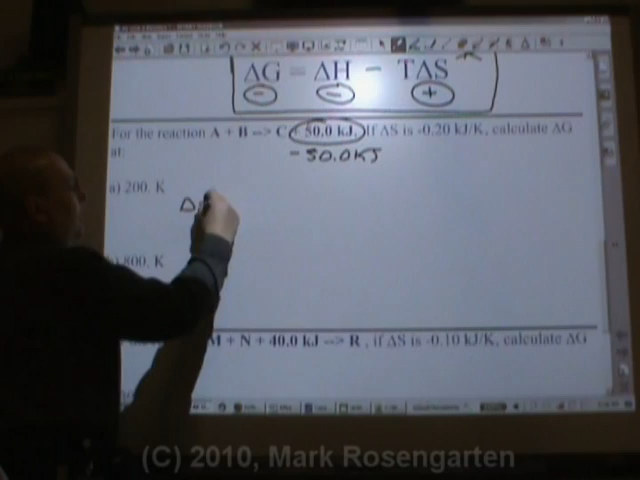 ΔG = ΔH - TΔS
- - +
For the reaction A + B --> C + 50.0 kJ, If ΔS is -0.20 kJ/K, calculate ΔG
at:
- 50.0KJ
a) 200. K
Δ
800. K
M + N + 40.0 kJ --> R , if ΔS is -0.10 kJ/K, calculate ΔG
(C) 2010, Mark Rosengarten